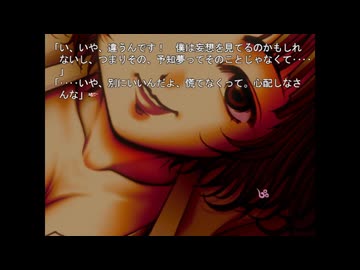 「い、いや、違うんです！　僕は妄想を見てるのかもしれ
ないし、つまりその、予知夢ってそのことじゃなくて‥‥
」
「‥‥いや、別にいいんだよ、慌てなくって。心配しなさ
んな」